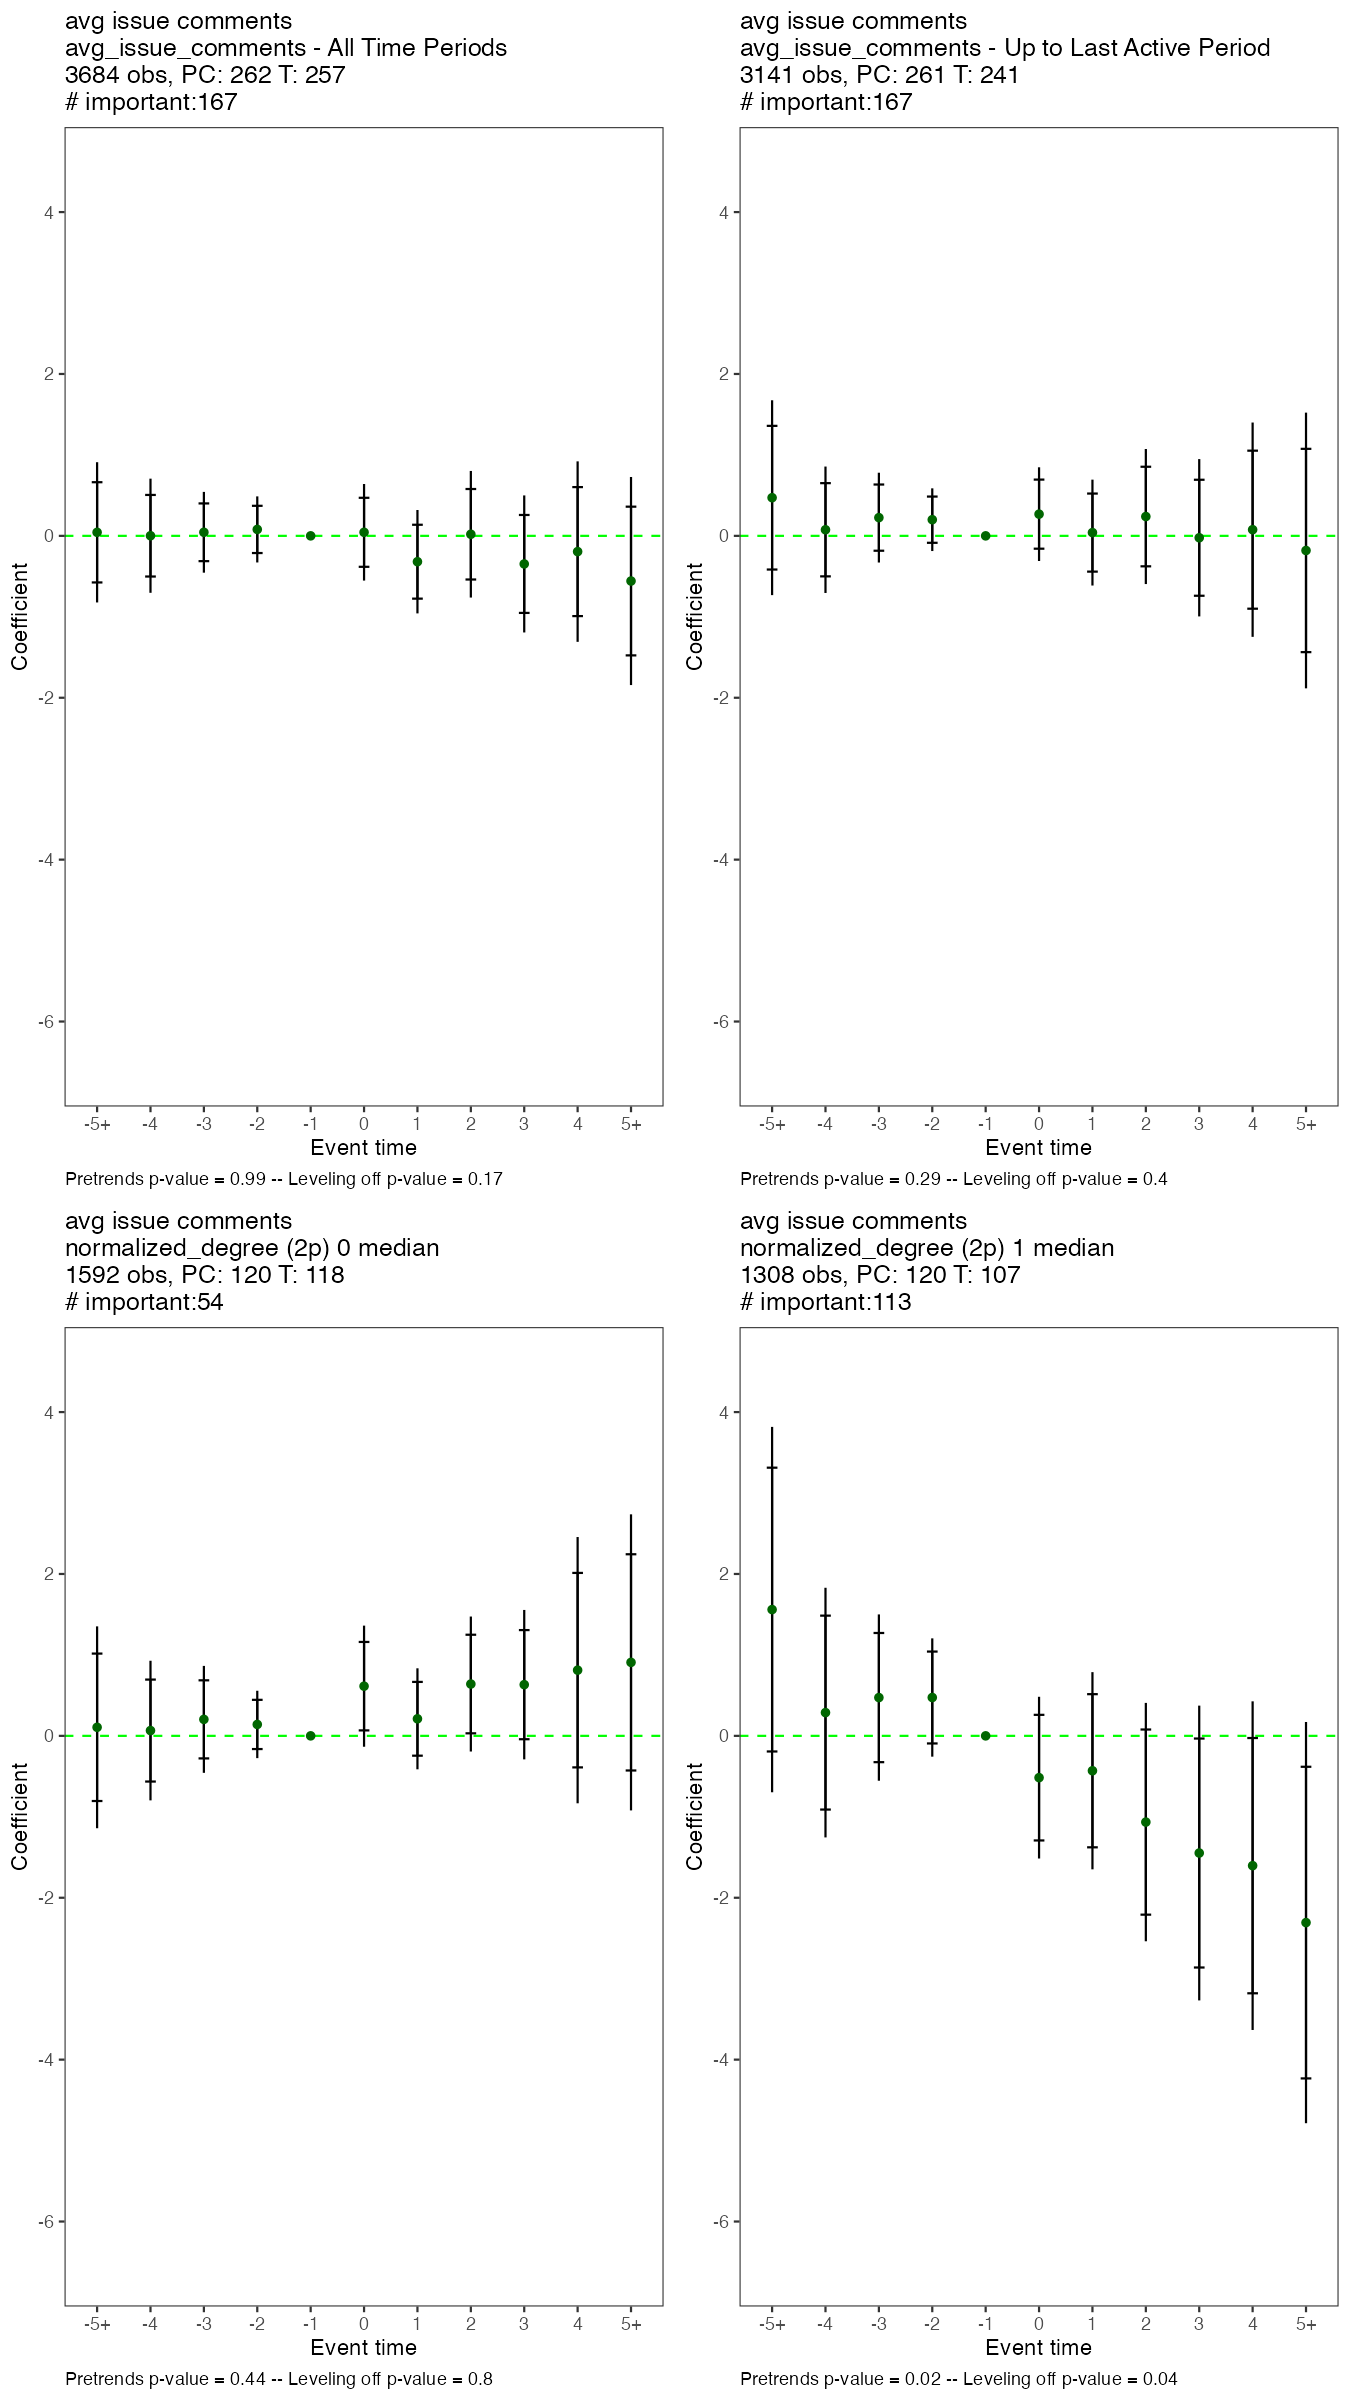 avg issue comments
avg_issue_comments - All Time Periods
3684 obs, PC: 262 T: 257
# important:167
4
2
0
-2
-4
-6
Coefficient
-5+ -4 -3 -2 -1 0 1 2 3 4 5+
Event time
Pretrends p-value = 0.99 -- Leveling off p-value = 0.17
avg issue comments
avg_issue_comments - Up to Last Active Period
3141 obs, PC: 261 T: 241
# important:167
4
2
0
-2
-4
-6
Coefficient
-5+ -4 -3 -2 -1 0 1 2 3 4 5+
Event time
Pretrends p-value = 0.29 -- Leveling off p-value = 0.4
avg issue comments
normalized_degree (2p) 0 median
1592 obs, PC: 120 T: 118
# important:54
4
2
0
-2
-4
-6
Coefficient
-5+ -4 -3 -2 -1 0 1 2 3 4 5+
Event time
Pretrends p-value = 0.44 -- Leveling off p-value = 0.8
avg issue comments
normalized_degree (2p) 1 median
1308 obs, PC: 120 T: 107
# important:113
4
2
0
-2
-4
-6
Coefficient
-5+ -4 -3 -2 -1 0 1 2 3 4 5+
Event time
Pretrends p-value = 0.02 -- Leveling off p-value = 0.04